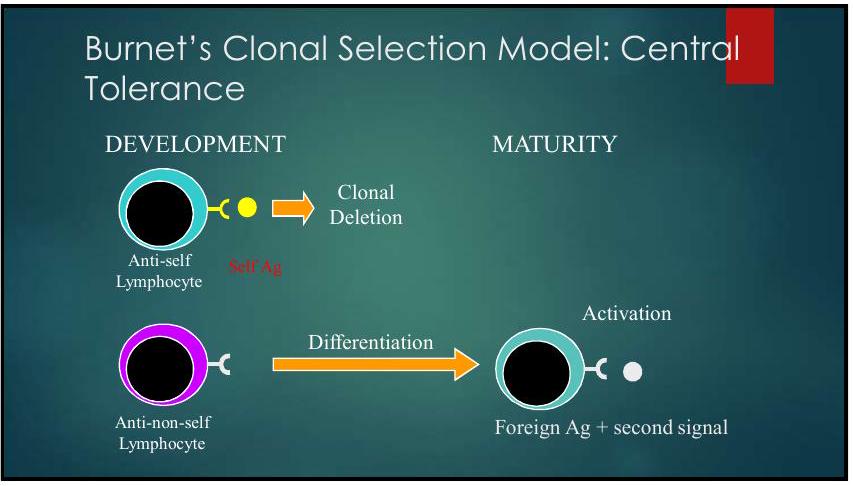 Burnet’s Clonal Selection Model: Central
Tolerance
DEVELOPMENT
MATURITY
Clonal
Deletion
Anti-self
Lymphocyte
Self Ag
Activation
Differentiation
Anti-non-self
Lymphocyte
Foreign Ag + second signal